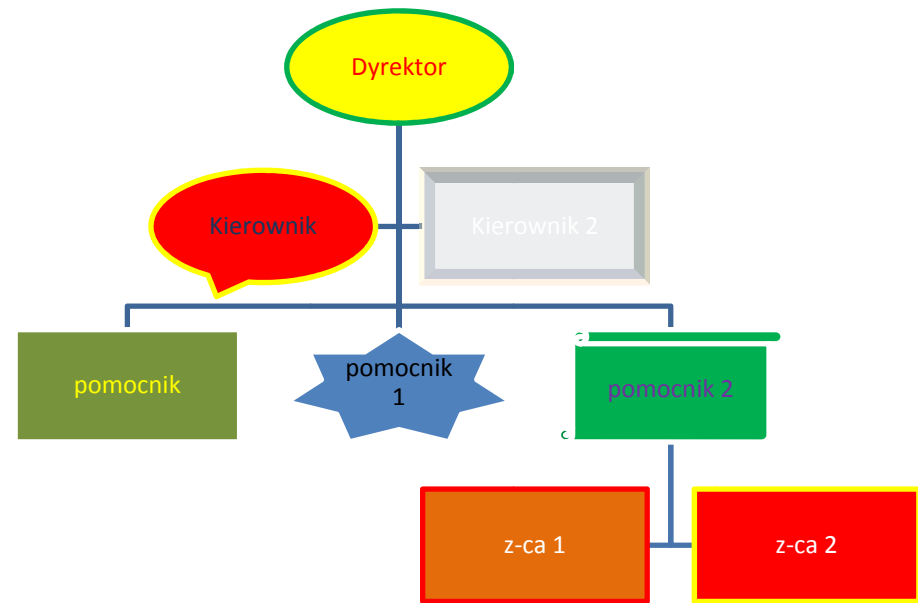 Dyrektor
Kierownik
Kierownik 2
pomocnik
pomocnik
1
pomocnik 2
z-ca 1
z-ca 2